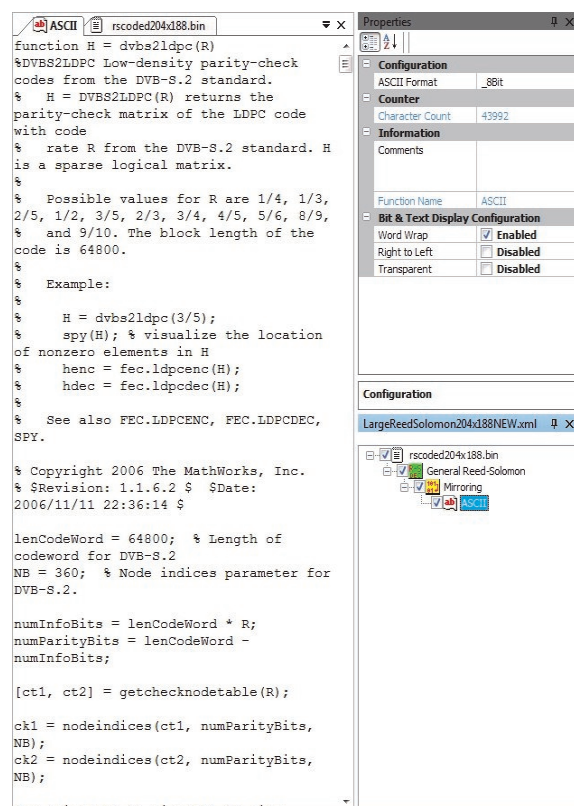 ASCII
rscoded204x188.bin
function H = dvbs2ldpc(R)
%DVBS2LDPC Low-density parity-check
codes from the DVB-S.2 standard.
%   H = DVBS2LDPC(R) returns the
parity-check matrix of the LDPC code
with code
%   rate R from the DVB-S.2 standard. H
is a sparse logical matrix.
%
%   Possible values for R are 1/4, 1/3,
2/5, 1/2, 3/5, 2/3, 3/4, 4/5, 5/6, 8/9,
%   and 9/10. The block length of the
code is 64800.
%
%   Example:
%
%     H = dvbs2ldpc(3/5);
%     spy(H); % visualize the location
of nonzero elements in H
%     henc = fec.ldpcenc(H);
%     hdec = fec.ldpcdec(H);
%
%   See also FEC.LDPCENC, FEC.LDPCDEC,
SPY.
% Copyright 2006 The MathWorks, Inc.
% $Revision: 1.1.6.2 $  $Date:
2006/11/11 22:36:14 $
lenCodeWord = 64800;  % Length of
codeword for DVB-S.2
NB = 360;  % Node indices parameter for
DVB-S.2.
numInfoBits = lenCodeWord * R;
numParityBits = lenCodeWord -
numInfoBits;
[ct1, ct2] = getchecknodetable(R);
ck1 = nodeindices(ct1, numParityBits,
NB);
ck2 = nodeindices(ct2, numParityBits,
NB);
Properties
Configuration
ASCII Format _8Bit
Counter
Character Count 43992
Information
Comments
Function Name ASCII
Bit & Text Display Configuration
Word Wrap Enabled
Right to Left Disabled
Transparent Disabled
Configuration
LargeReedSolomon204x188NEW.xml
rscoded204x188.bin
General Reed-Solomon
Mirroring
ASCII